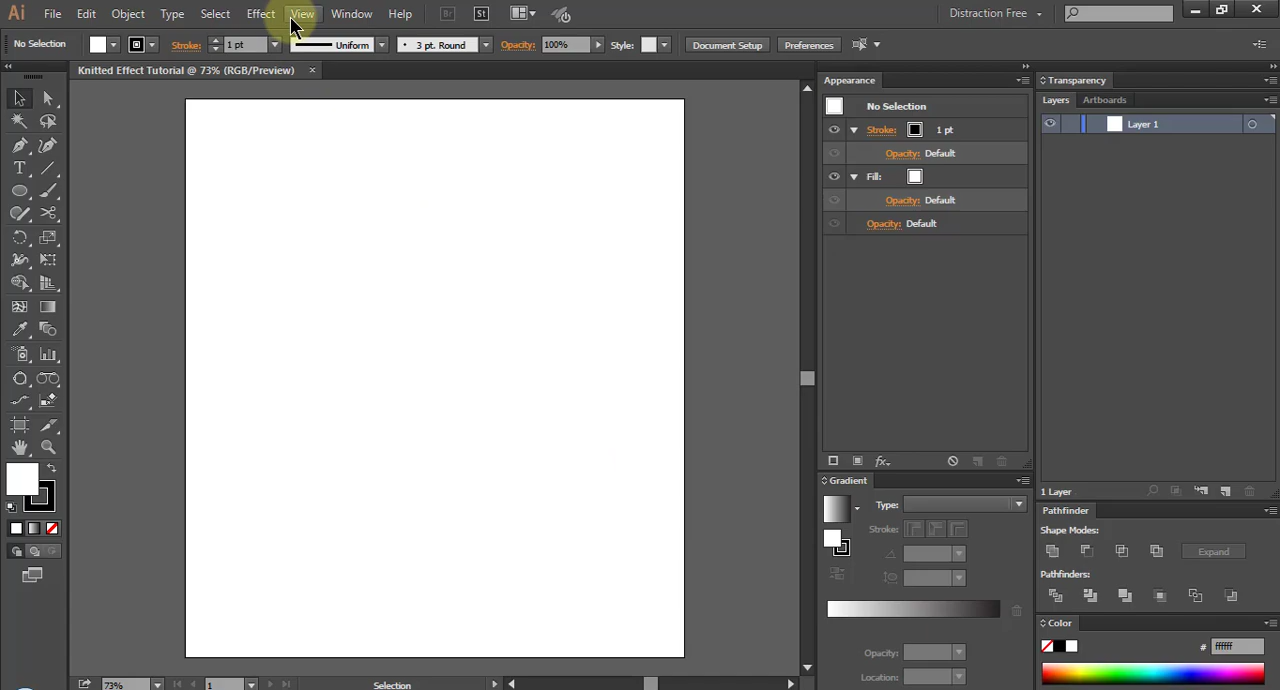 Ai File Edit Object Type Select Effect View Window Help Br St Distraction Free
No Selection Stroke: 1 pt Uniform 3 pt. Round Opacity: 100% Style: Document Setup Preferences
Knitted Effect Tutorial @ 73% (RGB/Preview)
Appearance
No Selection
Stroke: 1 pt
Opacity: Default
Fill:
Opacity: Default
Opacity: Default
fx
Gradient
Type:
Stroke:
Opacity:
Location:
Transparency
Layers Artboards
Layer 1
1 Layer
Pathfinder
Shape Modes:
Expand
Pathfinders:
Color
# ffffff
73% 1 Selection